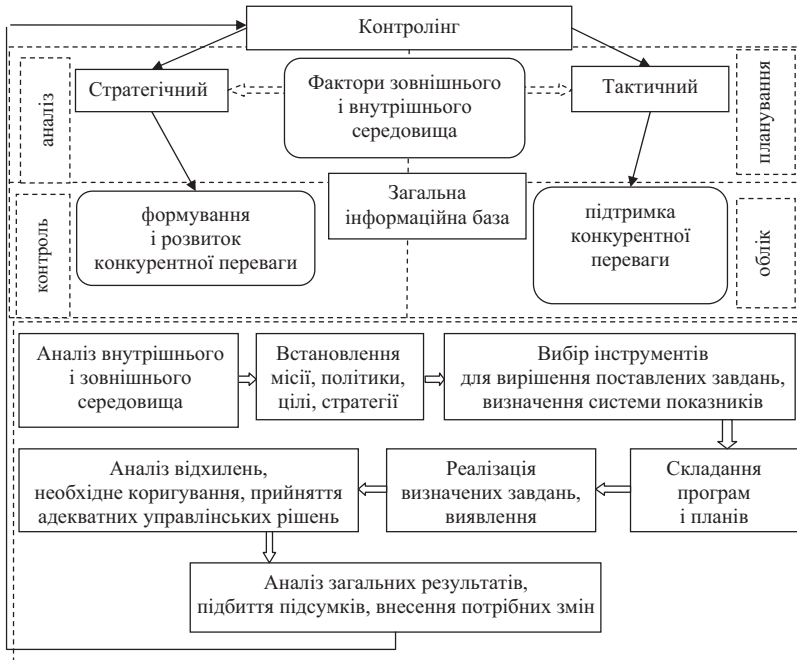 Контролінг
аналіз
Стратегічний
Фактори зовнішнього
і внутрішнього
середовища
Тактичний
планування
контроль
формування
і розвиток
конкурентної переваги
Загальна
інформаційна база
підтримка
конкурентної
переваги
облік
Аналіз внутрішнього
і зовнішнього
середовища
Встановлення
місії, політики,
цілі, стратегії
Вибір інструментів
для вирішення поставлених завдань,
визначення системи показників
Аналіз відхилень,
необхідне коригування, прийняття
адекватних управлінських рішень
Реалізація
визначених завдань,
виявлення
Складання
програм
і планів
Аналіз загальних результатів,
підбиття підсумків, внесення потрібних змін